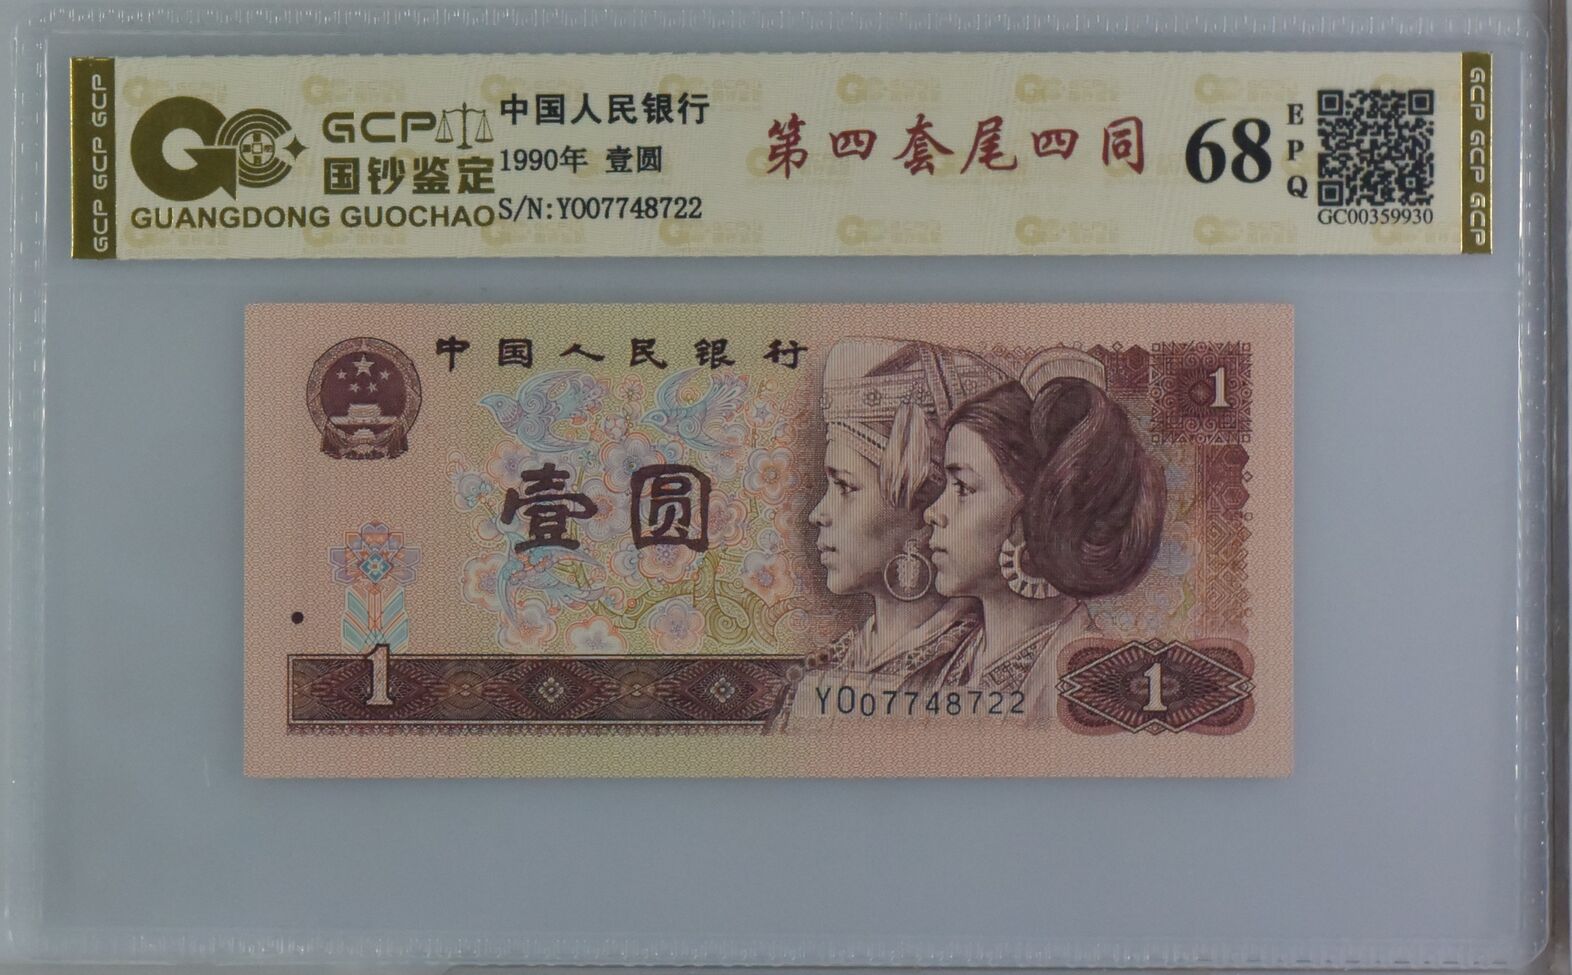 GCP GCP GCP
GCP
国钞鉴定
GUANGDONG GUOCHAO
中国人民银行
1990年 壹圆
S/N:YO07748722
第四套尾四同
68
EPQ
GC00359930
GCP GCP GCP
中国人民银行
1
壹圆
1
YO07748722
1